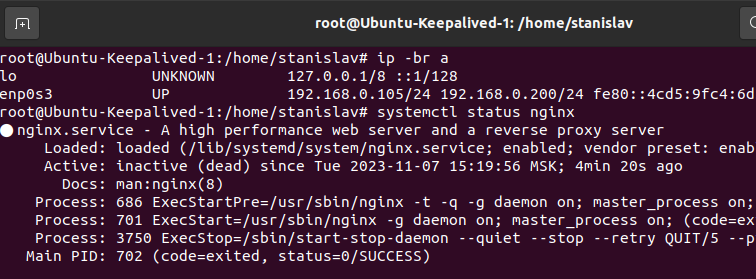 root@Ubuntu-Keepalived-1: /home/stanislav
root@Ubuntu-Keepalived-1:/home/stanislav# ip -br a
lo UNKNOWN 127.0.0.1/8 ::1/128
enp0s3 UP 192.168.0.105/24 192.168.0.200/24 fe80::4cd5:9fc4:6d
root@Ubuntu-Keepalived-1:/home/stanislav# systemctl status nginx
● nginx.service - A high performance web server and a reverse proxy server
Loaded: loaded (/lib/systemd/system/nginx.service; enabled; vendor preset: enab
Active: inactive (dead) since Tue 2023-11-07 15:19:56 MSK; 4min 20s ago
Docs: man:nginx(8)
Process: 686 ExecStartPre=/usr/sbin/nginx -t -q -g daemon on; master_process on;
Process: 701 ExecStart=/usr/sbin/nginx -g daemon on; master_process on; (code=ex
Process: 3750 ExecStop=/sbin/start-stop-daemon --quiet --stop --retry QUIT/5 --p
Main PID: 702 (code=exited, status=0/SUCCESS)